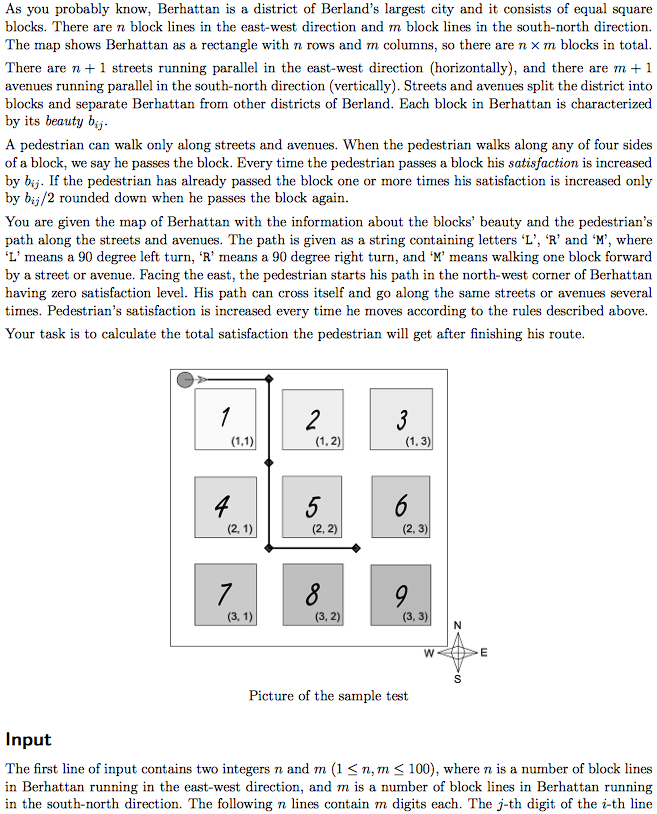 As you probably know, Berhattan is a district of Berland's largest city and it consists of equal square
blocks. There are n block lines in the east-west direction and m block lines in the south-north direction.
The map shows Berhattan as a rectangle with n rows and m columns, so there are n × m blocks in total.
There are n + 1 streets running parallel in the east-west direction (horizontally), and there are m + 1
avenues running parallel in the south-north direction (vertically). Streets and avenues split the district into
blocks and separate Berhattan from other districts of Berland. Each block in Berhattan is characterized
by its beauty bij.
A pedestrian can walk only along streets and avenues. When the pedestrian walks along any of four sides
of a block, we say he passes the block. Every time the pedestrian passes a block his satisfaction is increased
by bij. If the pedestrian has already passed the block one or more times his satisfaction is increased only
by bij/2 rounded down when he passes the block again.
You are given the map of Berhattan with the information about the blocks' beauty and the pedestrian's
path along the streets and avenues. The path is given as a string containing letters 'L', 'R' and 'M', where
'L' means a 90 degree left turn, 'R' means a 90 degree right turn, and 'M' means walking one block forward
by a street or avenue. Facing the east, the pedestrian starts his path in the north-west corner of Berhattan
having zero satisfaction level. His path can cross itself and go along the same streets or avenues several
times. Pedestrian's satisfaction is increased every time he moves according to the rules described above.
Your task is to calculate the total satisfaction the pedestrian will get after finishing his route.
1 2 3
(1,1) (1, 2) (1, 3)
4 5 6
(2, 1) (2, 2) (2, 3)
7 8 9
(3, 1) (3, 2) (3, 3)
N
W E
S
Picture of the sample test
Input
The first line of input contains two integers n and m (1 ≤ n, m ≤ 100), where n is a number of block lines
in Berhattan running in the east-west direction, and m is a number of block lines in Berhattan running
in the south-north direction. The following n lines contain m digits each. The j-th digit of the i-th line